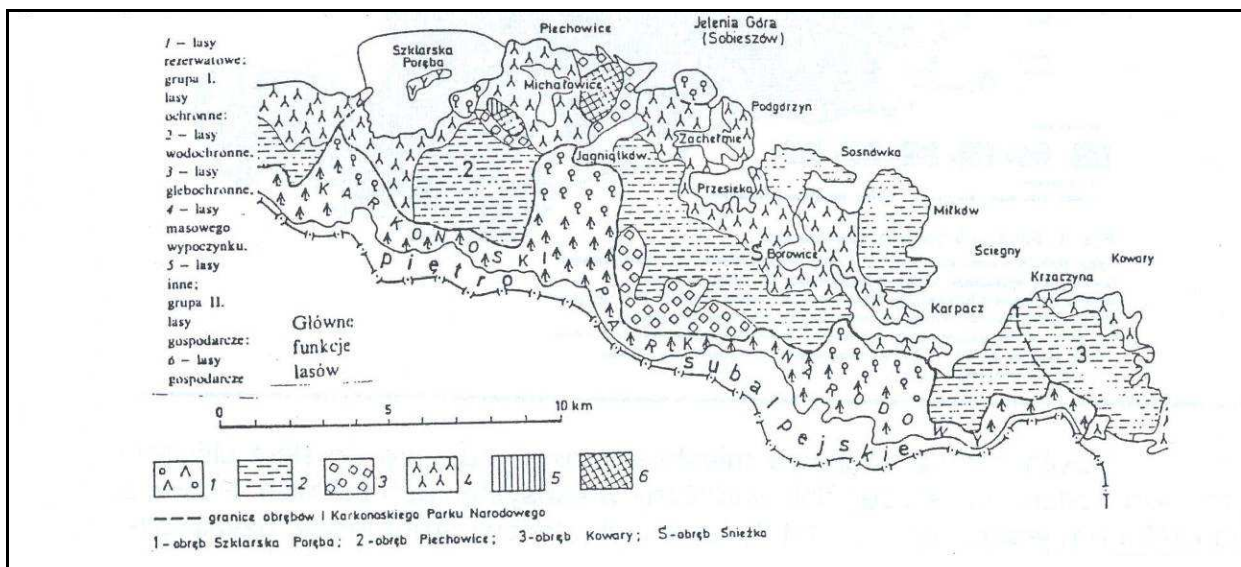 1 – lasy
rezerwatowe;
grupa I.
lasy
ochronne:
2 – lasy
wodochronne.
3 – lasy
glebochronne.
4 – lasy
masowego
wypoczynku.
5 – lasy
inne;
grupa II.
lasy
gospodarcze:
6 – lasy
gospodarcze
Główne
funkcje
lasów
Piechowice
Jelenia Góra
(Sobieszów)
Szklarska
Poręba
Michałowice
Podgórzyn
Zachełmie
Jagniątków
Sosnówka
2
Przesieka
Miłków
S
Borowice
Ściegny
Kowary
Krzaczyna
Karpacz
3
KARKONOSKI PARK NARODOWY
piętro subalpejskie
0 5 10 km
1 2 3 4 5 6
granice obrębów i Karkonoskiego Parku Narodowego
1-obręb Szklarska Poręba; 2-obręb Piechowice; 3-obręb Kowary; S-obręb Śnieżka